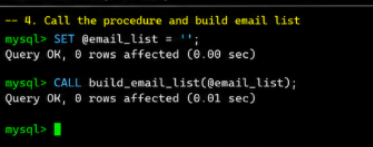 -- 4. Call the procedure and build email list
mysql> SET @email_list = '';
Query OK, 0 rows affected (0.00 sec)
mysql> CALL build_email_list(@email_list);
Query OK, 0 rows affected (0.01 sec)
mysql>